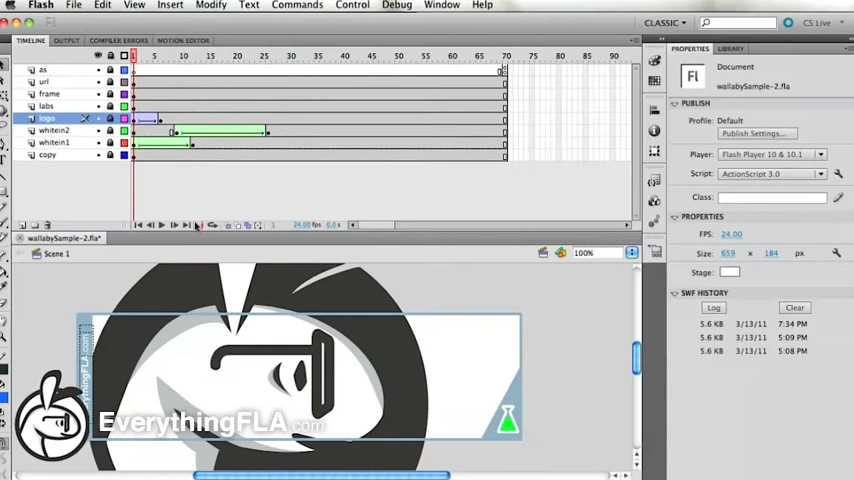 Flash File Edit View Insert Modify Text Commands Control Debug Window Help
CLASSIC CS Live
TIMELINE OUTPUT COMPILER ERRORS MOTION EDITOR
PROPERTIES LIBRARY
1 5 10 15 20 25 30 35 40 45 50 55 60 65 70 75 80 85
as
url
frame
labs
logo
whitein2
whitein1
copy
1 24.00 fps 0.0 s
wallabySample-2.fla*
Scene 1
100%
Fl
Document
wallabySample-2.fla
PUBLISH
Profile: Default
Publish Settings...
Player: Flash Player 10 & 10.1
Script: ActionScript 3.0
Class:
PROPERTIES
FPS: 24.00
Size: 659 x 184 px
Stage:
SWF HISTORY
Log Clear
5.6 KB 3/13/11 7:34 PM
5.6 KB 3/13/11 5:09 PM
5.6 KB 3/13/11 5:08 PM
EverythingFLA.com